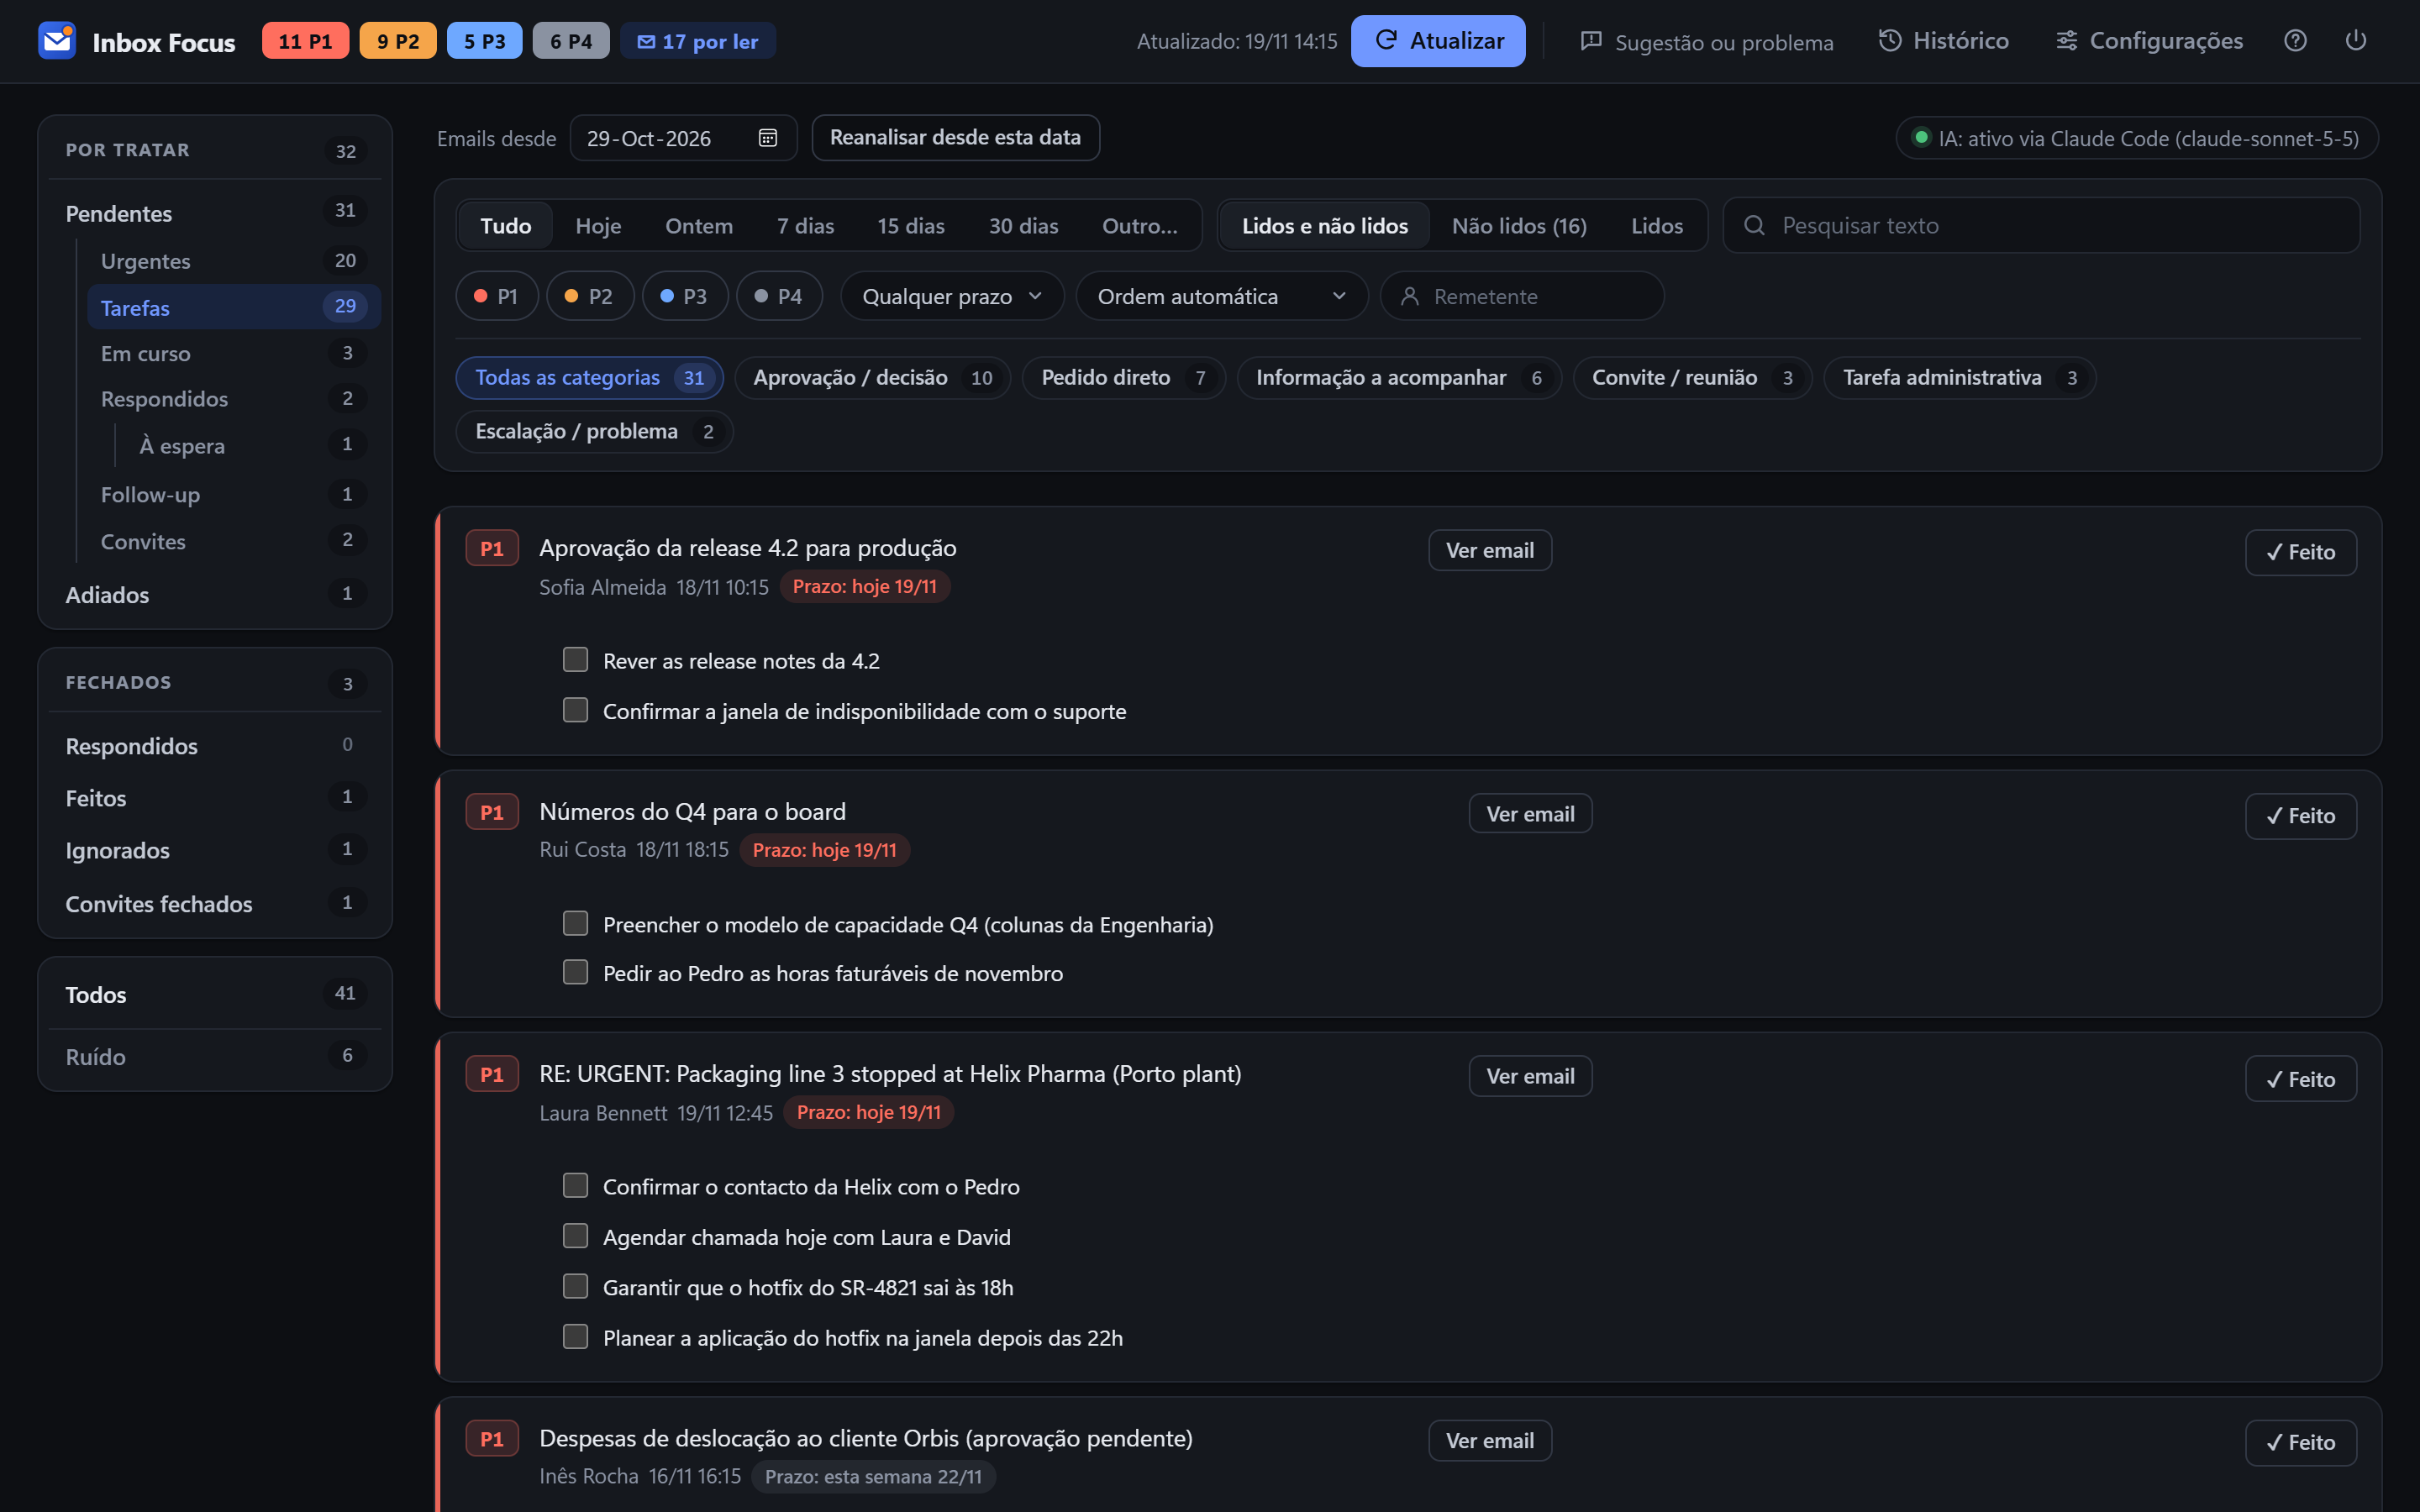 Inbox Focus 11 P1 9 P2 5 P3 6 P4 17 por ler Atualizado: 19/11 14:15 Atualizar Sugestão ou problema Histórico Configurações
POR TRATAR 32
Pendentes 31
Urgentes 20
Tarefas 29
Em curso 3
Respondidos 2
À espera 1
Follow-up 1
Convites 2
Adiados 1
FECHADOS 3
Respondidos 0
Feitos 1
Ignorados 1
Convites fechados 1
Todos 41
Ruído 6
Emails desde 29-Oct-2026 Reanalisar desde esta data IA: ativo via Claude Code (claude-sonnet-5-5)
Tudo Hoje Ontem 7 dias 15 dias 30 dias Outro... Lidos e não lidos Não lidos (16) Lidos Pesquisar texto
P1 P2 P3 P4 Qualquer prazo Ordem automática Remetente
Todas as categorias 31 Aprovação / decisão 10 Pedido direto 7 Informação a acompanhar 6 Convite / reunião 3 Tarefa administrativa 3
Escalação / problema 2
P1 Aprovação da release 4.2 para produção Ver email ✓ Feito
Sofia Almeida 18/11 10:15 Prazo: hoje 19/11
Rever as release notes da 4.2
Confirmar a janela de indisponibilidade com o suporte
P1 Números do Q4 para o board Ver email ✓ Feito
Rui Costa 18/11 18:15 Prazo: hoje 19/11
Preencher o modelo de capacidade Q4 (colunas da Engenharia)
Pedir ao Pedro as horas faturáveis de novembro
P1 RE: URGENT: Packaging line 3 stopped at Helix Pharma (Porto plant) Ver email ✓ Feito
Laura Bennett 19/11 12:45 Prazo: hoje 19/11
Confirmar o contacto da Helix com o Pedro
Agendar chamada hoje com Laura e David
Garantir que o hotfix do SR-4821 sai às 18h
Planear a aplicação do hotfix na janela depois das 22h
P1 Despesas de deslocação ao cliente Orbis (aprovação pendente) Ver email ✓ Feito
Inês Rocha 16/11 16:15 Prazo: esta semana 22/11